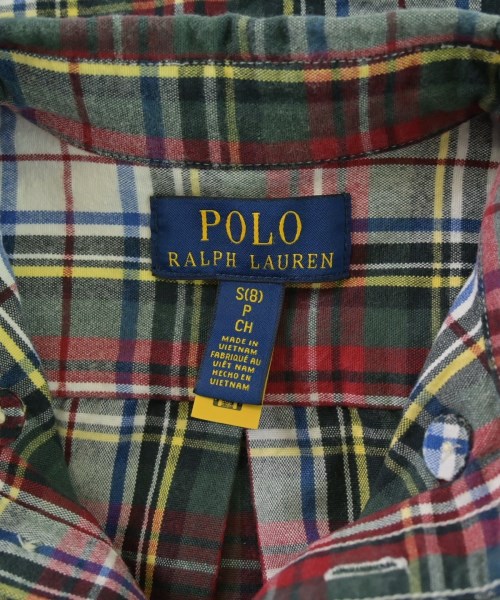 POLO
RALPH LAUREN
S(8)
P
CH
MADE IN
VIETNAM
FABRIQUÉ AU
VIÊT NAM
HECHO EN
VIETNAM